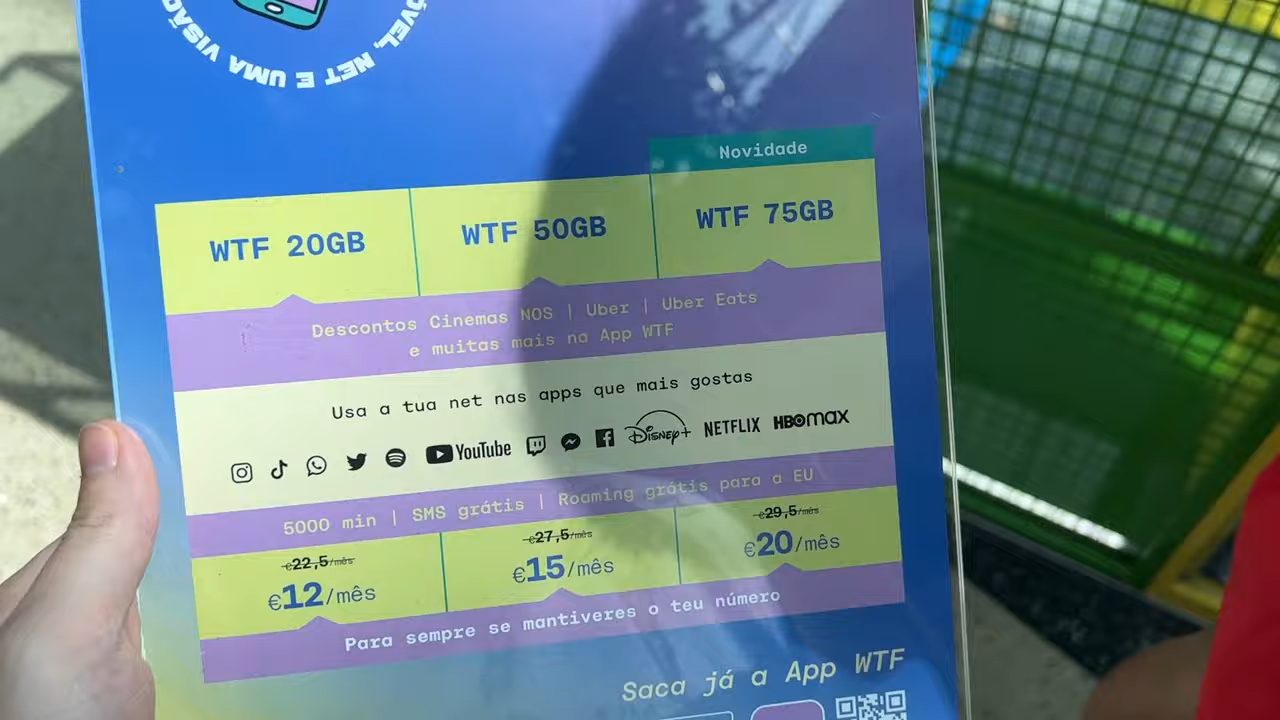 ÓVEL, NET E UMA VISÃO
Novidade
WTF 20GB
WTF 50GB
WTF 75GB
Descontos Cinemas NOS | Uber | Uber Eats
e muitas mais na App WTF
Usa a tua net nas apps que mais gostas
YouTube
Disney+
NETFLIX
HBOmax
5000 min | SMS grátis | Roaming grátis para a EU
€22,5/mês
€27,5/mês
€29,5/mês
€12/mês
€15/mês
€20/mês
Para sempre se mantiveres o teu número
Saca já a App WTF